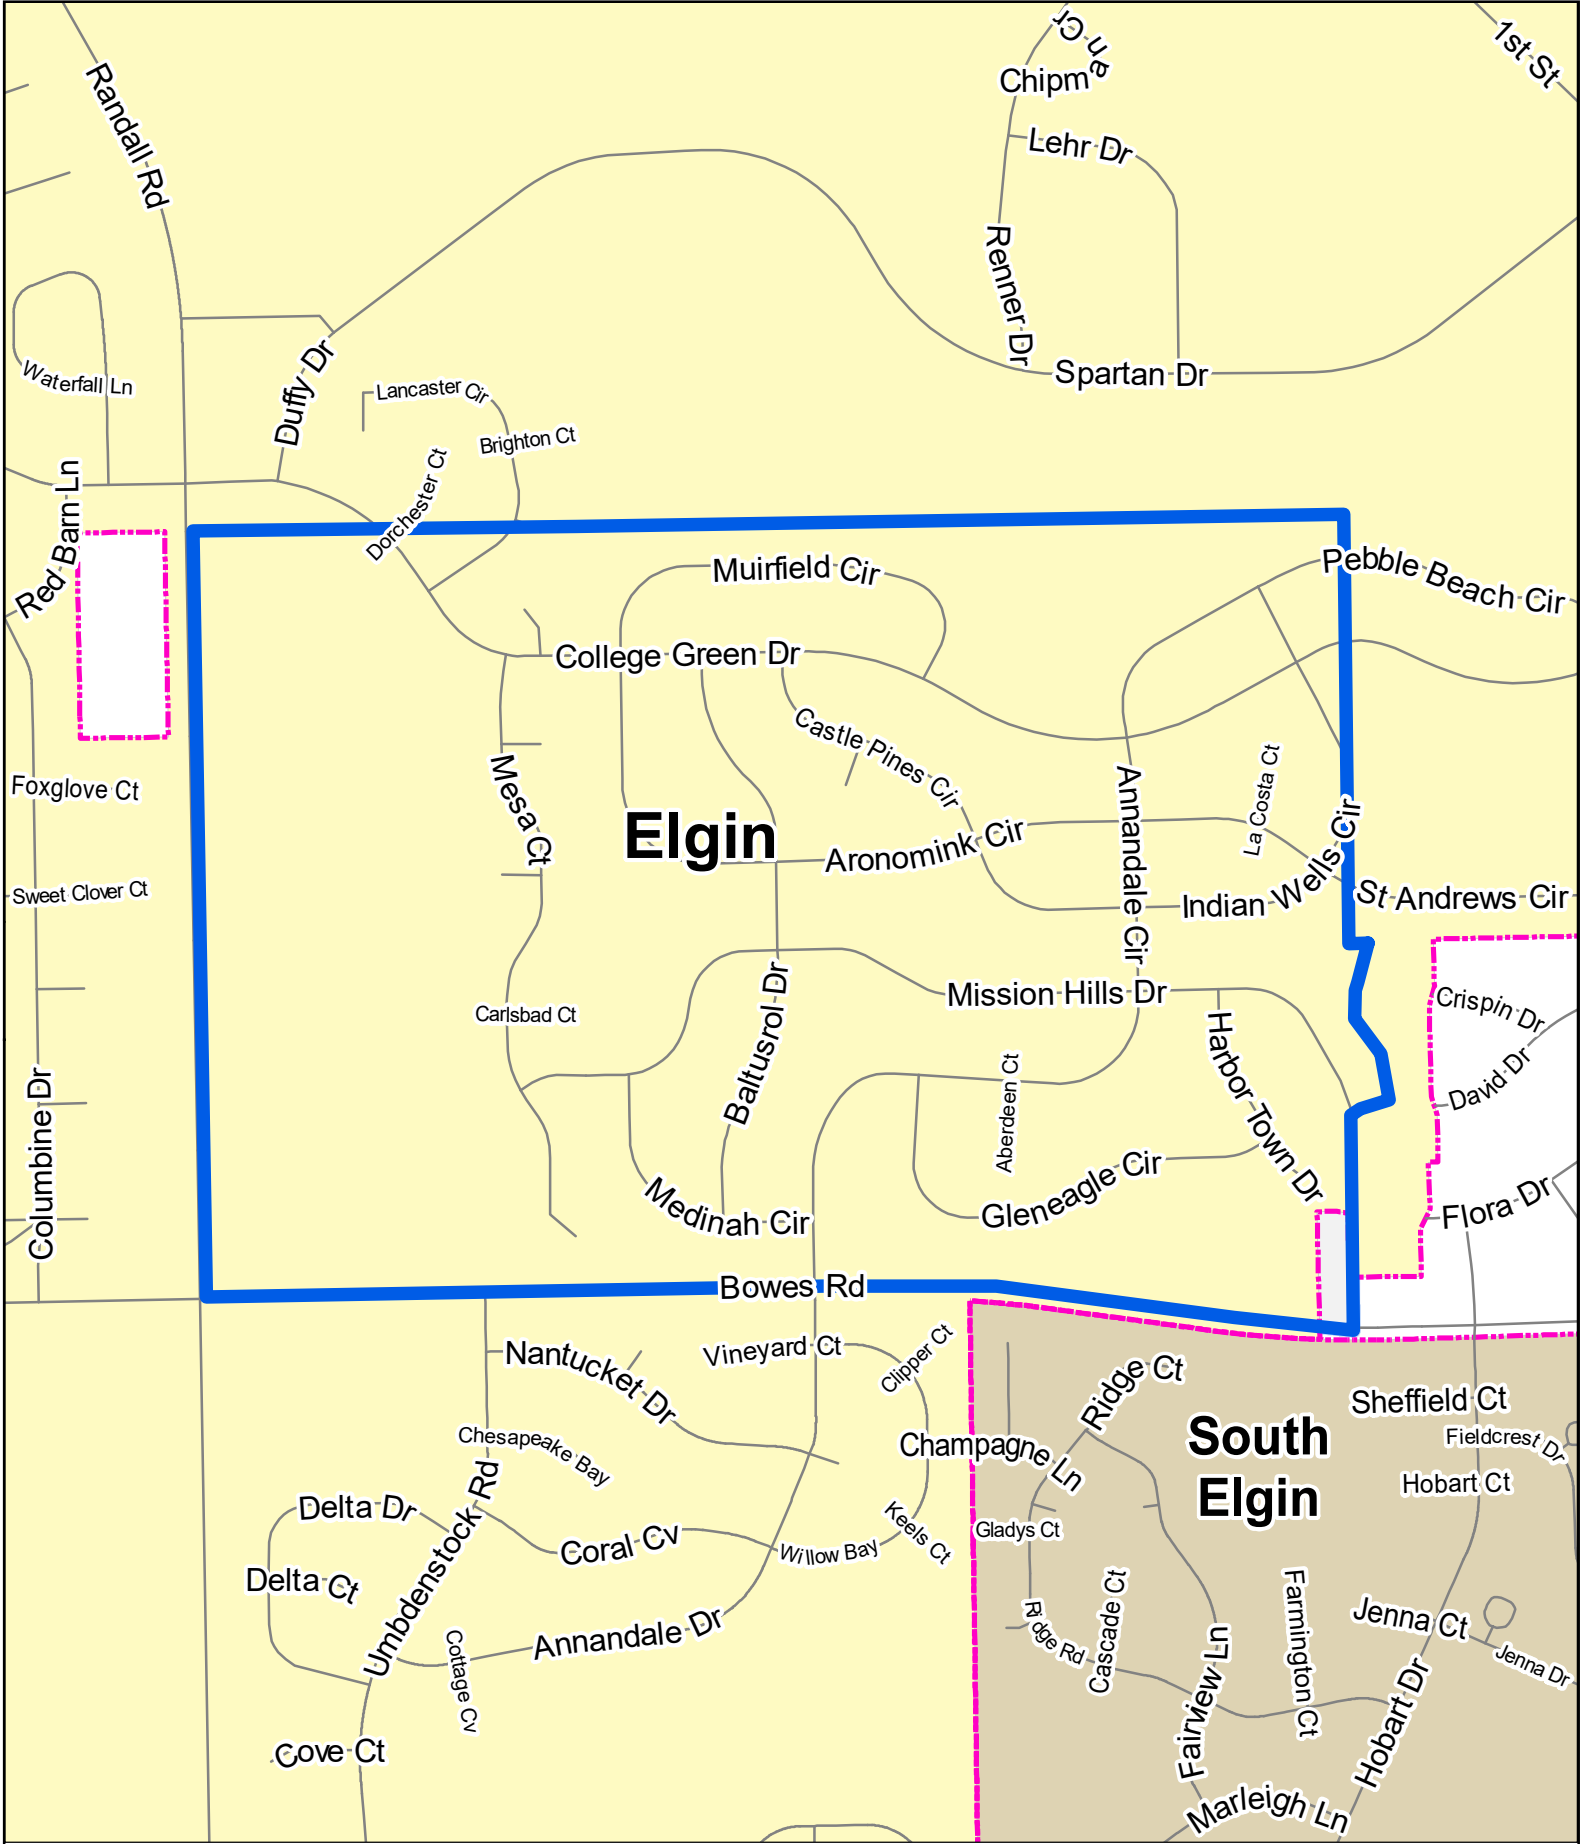 Chipman Cr
1st St
Randall Rd
Lehr Dr
Renner Dr
Spartan Dr
Waterfall Ln
Duffy Dr
Lancaster Cir
Brighton Ct
Dorchester Ct
Red Barn Ln
Muirfield Cir
Pebble Beach Cir
College Green Dr
Castle Pines Cir
Foxglove Ct
Mesa Ct
Elgin
Aronomink Cir
Annandale Cir
La Costa Ct
Indian Wells Cir
St Andrews Cir
Sweet Clover Ct
Carlsbad Ct
Baltusrol Dr
Mission Hills Dr
Harbor Town Dr
Crispin Dr
David Dr
Columbine Dr
Aberdeen Ct
Medinah Cir
Gleneagle Cir
Flora Dr
Bowes Rd
Nantucket Dr
Vineyard Ct
Clipper Ct
Ridge Ct
Sheffield Ct
South
Elgin
Chesapeake Bay
Champagne Ln
Fieldcrest Dr
Hobart Ct
Delta Dr
Umbdenstock Rd
Coral Cv
Willow Bay
Keels Ct
Gladys Ct
Delta Ct
Cottage Cv
Annandale Dr
Ridge Rd
Cascade Ct
Fairview Ln
Farmington Ct
Jenna Ct
Jenna Dr
Hobart Dr
Cove Ct
Marleigh Ln